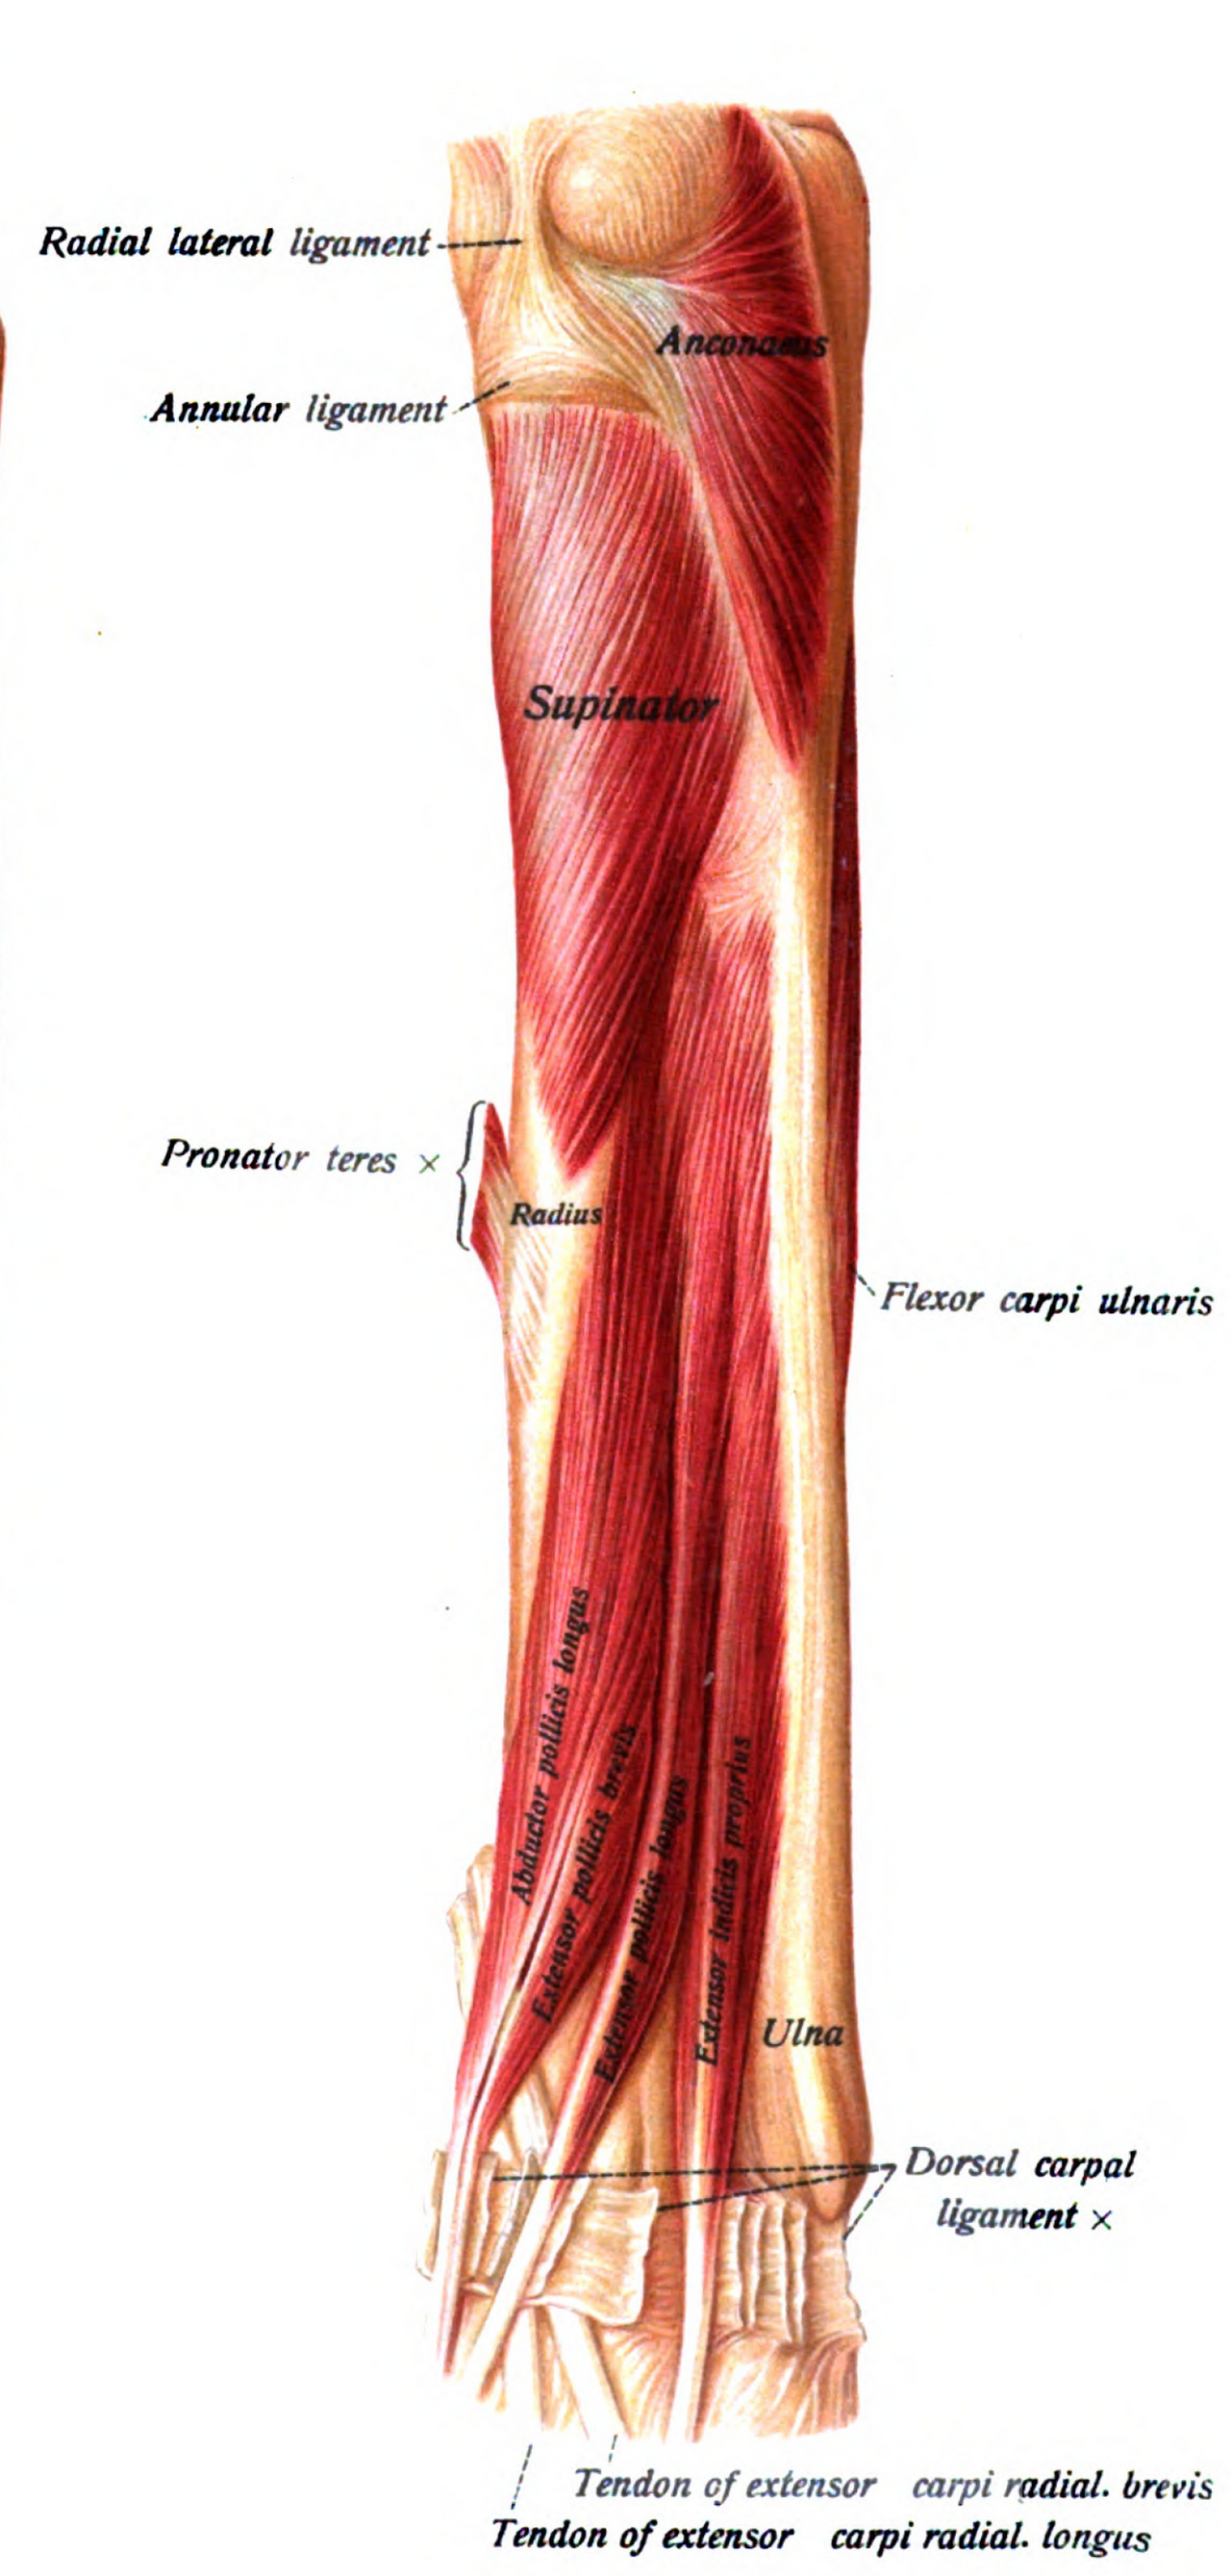 Radial lateral ligament
Anconaeus
Annular ligament
Supinator
Pronator teres ×
Radius
Flexor carpi ulnaris
Abductor pollicis longus
Extensor pollicis brevis
Extensor pollicis longus
Extensor indicis proprius
Ulna
Dorsal carpal
ligament ×
Tendon of extensor carpi radial. brevis
Tendon of extensor carpi radial. longus